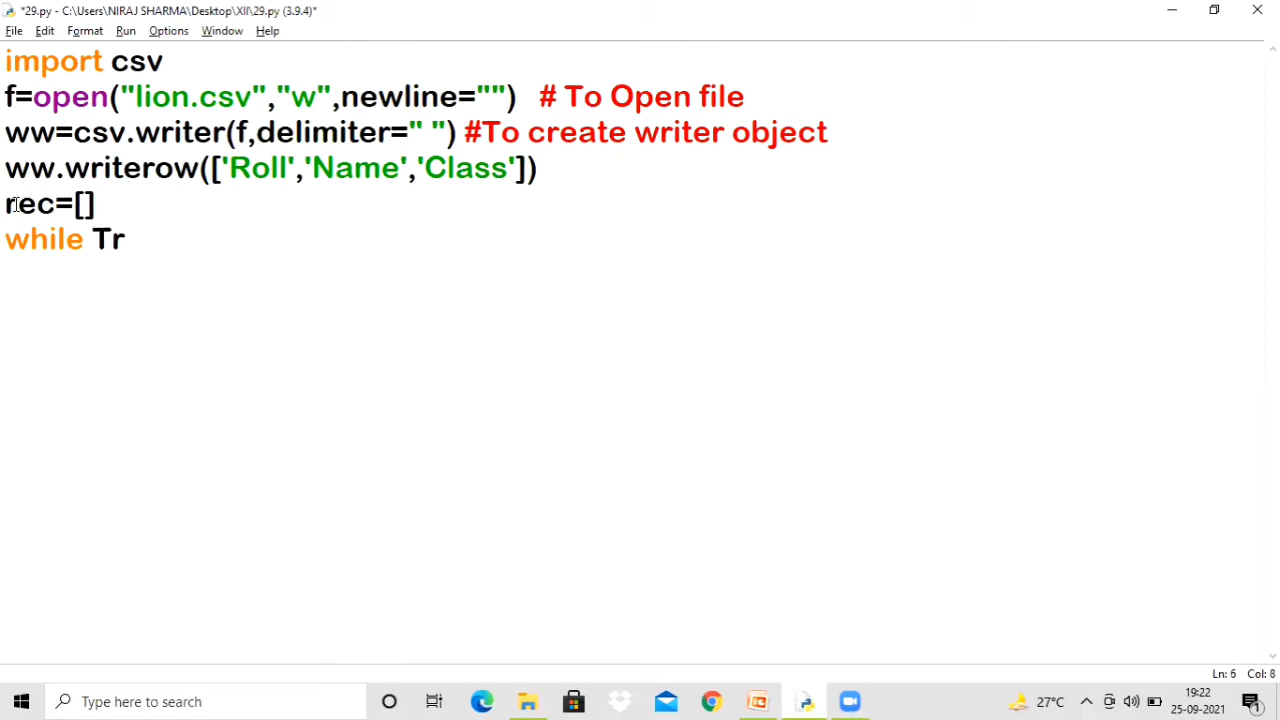 *29.py - C:\Users\NIRAJ SHARMA\Desktop\XII\29.py (3.9.4)*
File Edit Format Run Options Window Help
import csv
f=open("lion.csv","w",newline="") # To Open file
ww=csv.writer(f,delimiter=" ") #To create writer object
ww.writerow(['Roll','Name','Class'])
rec=[]
while Tr
Ln: 6 Col: 8
Type here to search
27°C
19:22
25-09-2021
1